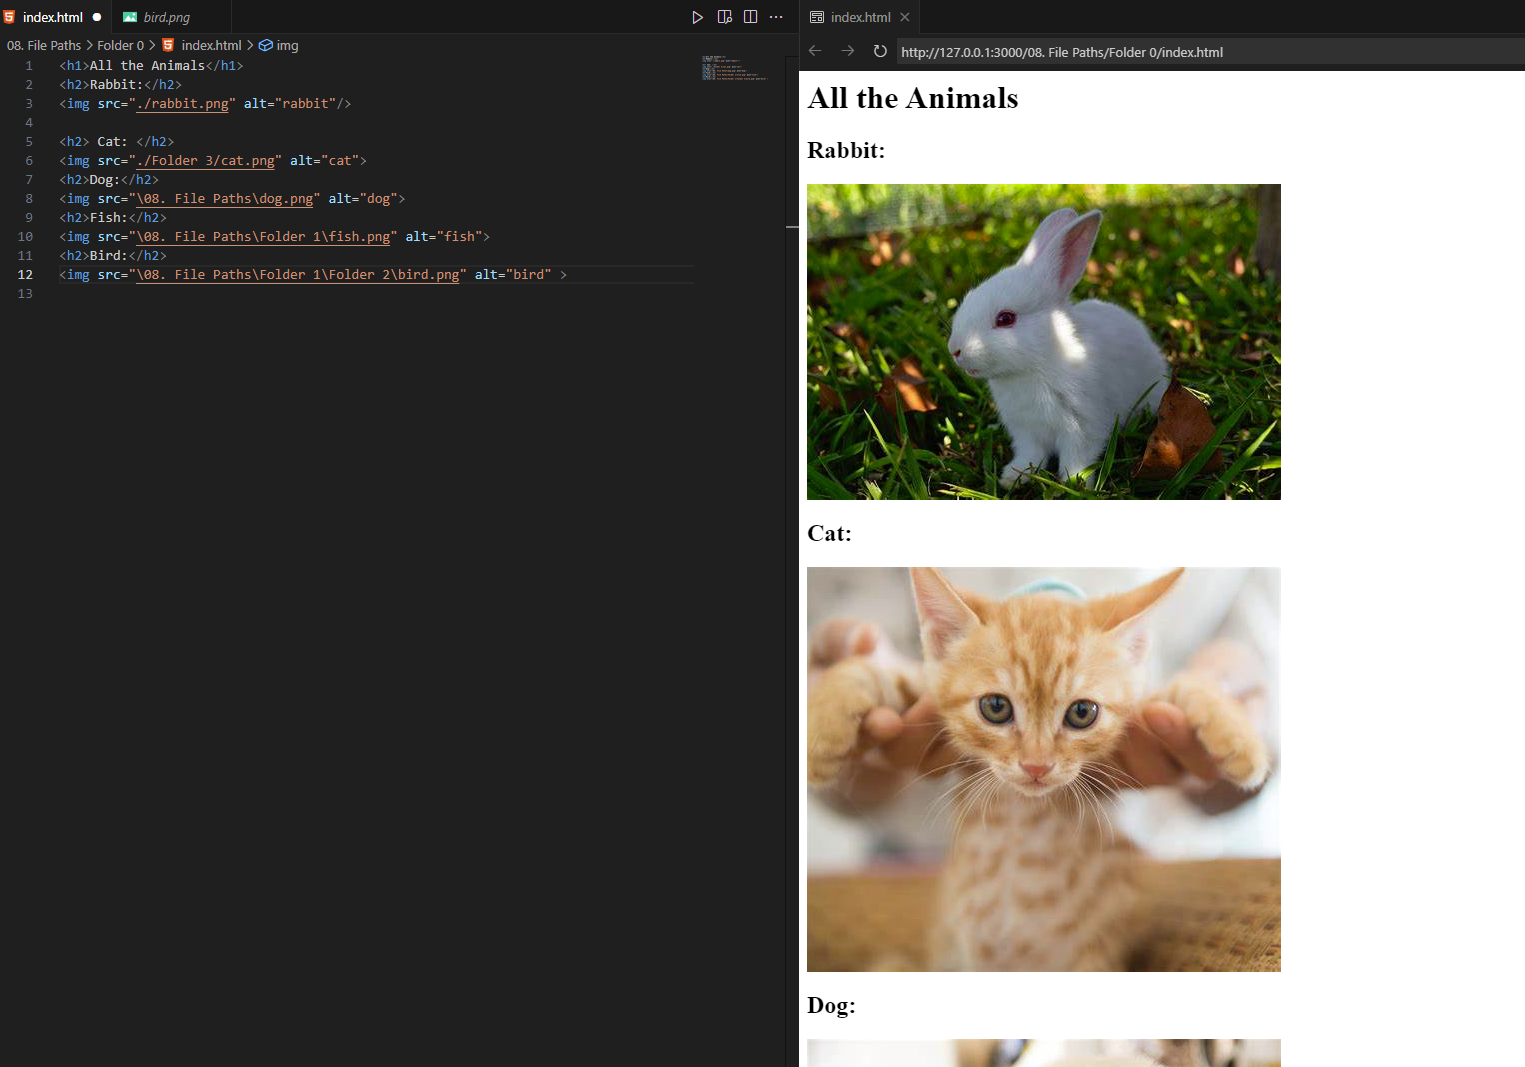 index.html
bird.png
08. File Paths > Folder 0 > index.html > img
1 <h1>All the Animals</h1>
2 <h2>Rabbit:</h2>
3 <img src="./rabbit.png" alt="rabbit"/>
4
5 <h2> Cat: </h2>
6 <img src="./Folder 3/cat.png" alt="cat">
7 <h2>Dog:</h2>
8 <img src="\08. File Paths\dog.png" alt="dog">
9 <h2>Fish:</h2>
10 <img src="\08. File Paths\Folder 1\fish.png" alt="fish">
11 <h2>Bird:</h2>
12 <img src="\08. File Paths\Folder 1\Folder 2\bird.png" alt="bird" >
13
index.html
http://127.0.0.1:3000/08. File Paths/Folder 0/index.html
All the Animals
Rabbit:
Cat:
Dog: